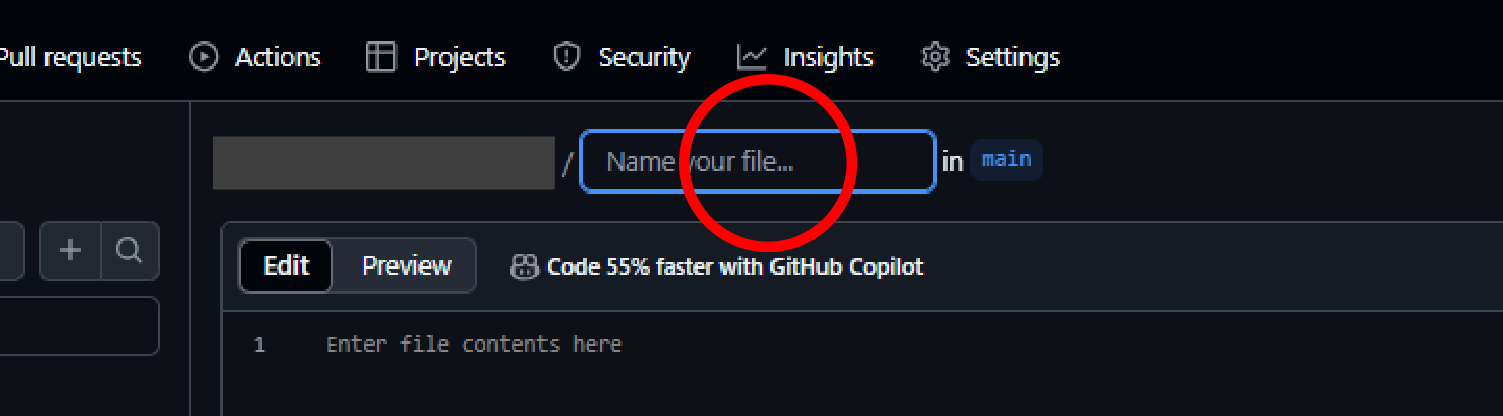 Pull requests Actions Projects Security Insights Settings
/ Name your file... in main
Edit Preview Code 55% faster with GitHub Copilot
1 Enter file contents here